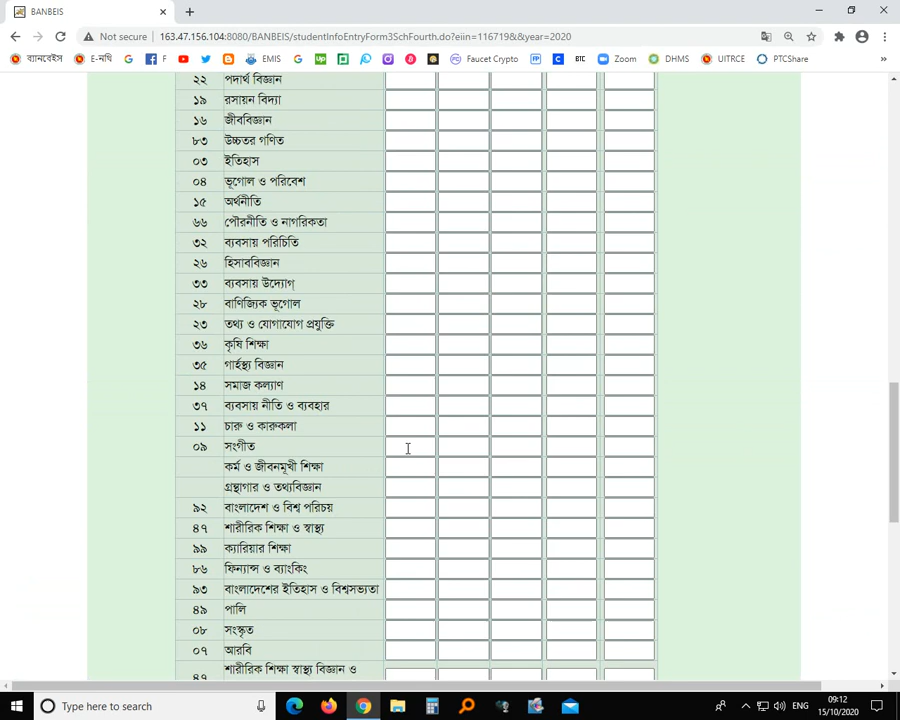 BANBEIS
Not secure 163.47.156.104:8080/BANBEIS/studentInfoEntryForm3SchFourth.do?eiin=116719&&year=2020
ব্যানবেইস E-নথি F EMIS Up Faucet Crypto FP C BTC Zoom DHMS UITRCE PTCShare »
২২ পদার্থ বিজ্ঞান
১৯ রসায়ন বিদ্যা
১৬ জীববিজ্ঞান
৮৩ উচ্চতর গণিত
০৩ ইতিহাস
০৪ ভূগোল ও পরিবেশ
১৫ অর্থনীতি
৬৬ পৌরনীতি ও নাগরিকতা
৩২ ব্যবসায় পরিচিতি
২৬ হিসাববিজ্ঞান
৩৩ ব্যবসায় উদ্যোগ
২৮ বাণিজ্যিক ভূগোল
২৩ তথ্য ও যোগাযোগ প্রযুক্তি
৩৬ কৃষি শিক্ষা
৩৫ গার্হস্থ্য বিজ্ঞান
১৪ সমাজ কল্যাণ
৩৭ ব্যবসায় নীতি ও ব্যবহার
১১ চারু ও কারুকলা
০৯ সংগীত
কর্ম ও জীবনমূখী শিক্ষা
গ্রন্থাগার ও তথ্যবিজ্ঞান
৯২ বাংলাদেশ ও বিশ্ব পরিচয়
৪৭ শারীরিক শিক্ষা ও স্বাস্থ্য
৯৯ ক্যারিয়ার শিক্ষা
৮৬ ফিন্যান্স ও ব্যাংকিং
৯৩ বাংলাদেশের ইতিহাস ও বিশ্বসভ্যতা
৪৯ পালি
০৮ সংস্কৃত
০৭ আরবি
শারীরিক শিক্ষা স্বাস্থ্য বিজ্ঞান ও
Type here to search
ENG
09:12
15/10/2020